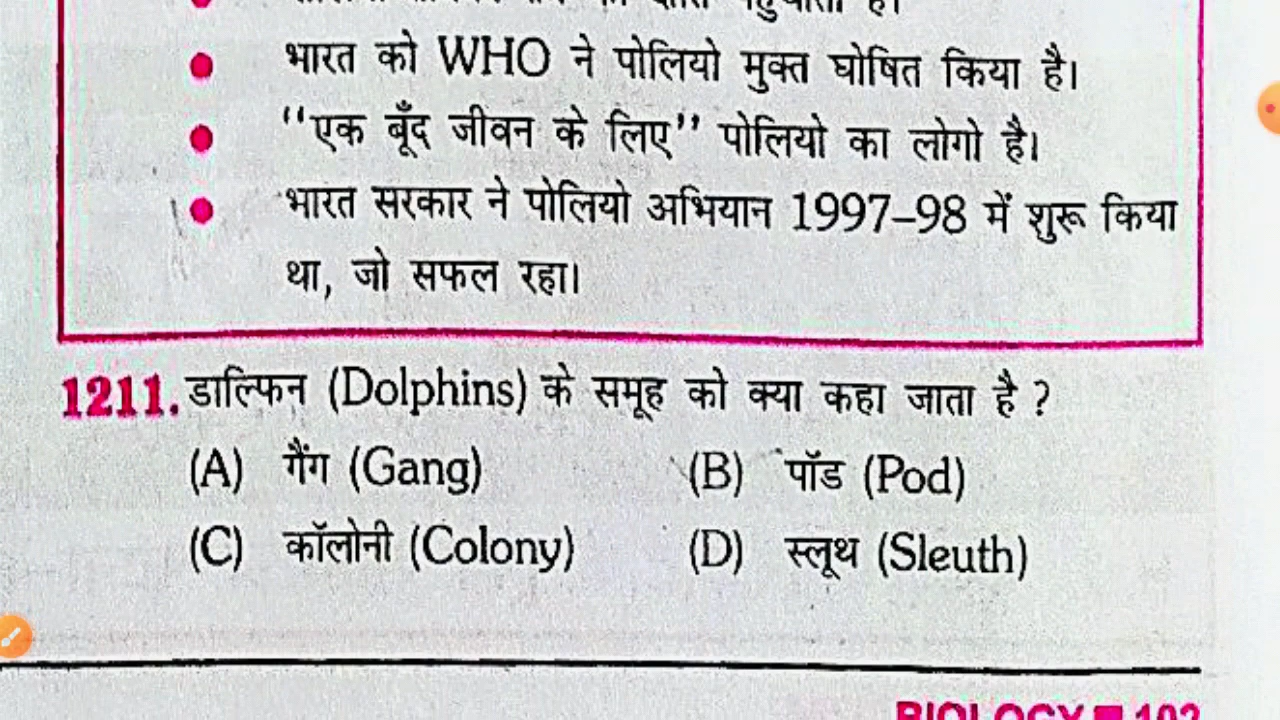 ● भारत को WHO ने पोलियो मुक्त घोषित किया है।
● “एक बूँद जीवन के लिए” पोलियो का लोगो है।
● भारत सरकार ने पोलियो अभियान 1997–98 में शुरू किया
था, जो सफल रहा।
1211. डाल्फिन (Dolphins) के समूह को क्या कहा जाता है ?
(A) गैंग (Gang) (B) पॉड (Pod)
(C) कॉलोनी (Colony) (D) स्लूथ (Sleuth)
BIOLOGY ■ 102